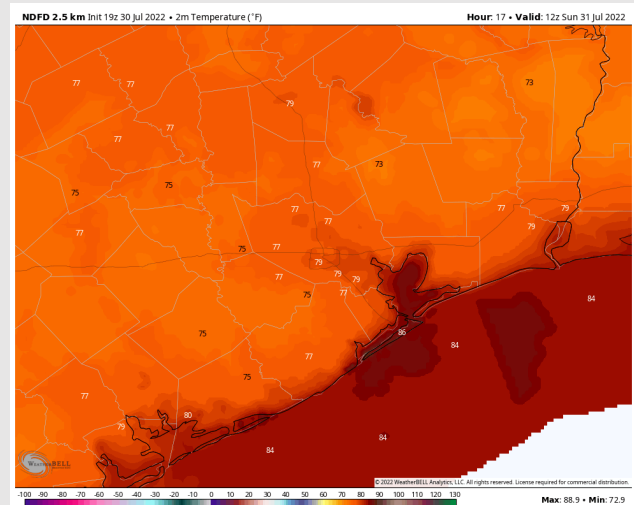 NDFD 2.5 km Init 19z 30 Jul 2022 • 2m Temperature (°F)
Hour: 17 • Valid: 12z Sun 31 Jul 2022
77 77 73
79
77 77
77 73
75 75
77 77 79
77 77 79
75 77
79
77 79 79
75 77
84
75 86 84
77
75
77
80
79
84
84
WeatherBELL
© 2022 WeatherBELL Analytics, LLC. All rights reserved. License required for commercial distribution.
-100 -90 -80 -70 -60 -50 -40 -30 -20 -10 0 10 20 30 40 50 60 70 80 90 100 110 120 130
Max: 88.9 • Min: 72.9